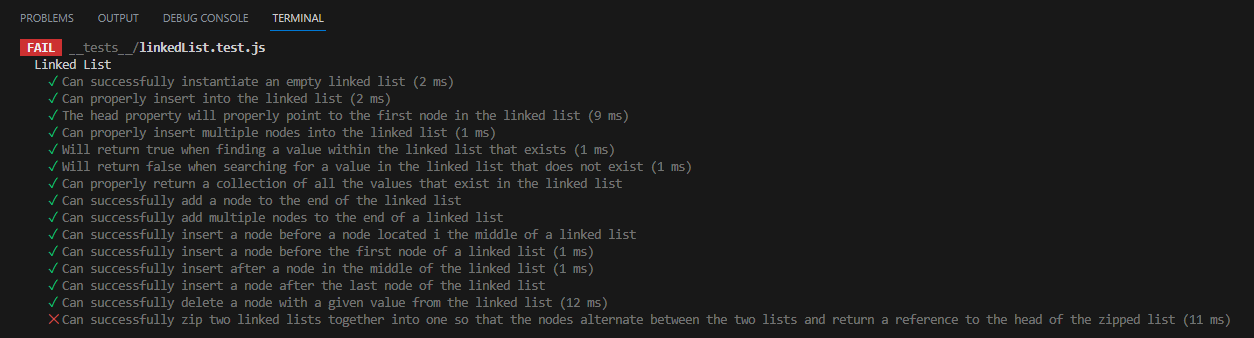 PROBLEMS OUTPUT DEBUG CONSOLE TERMINAL
FAIL __tests__/linkedList.test.js
Linked List
✓ Can successfully instantiate an empty linked list (2 ms)
✓ Can properly insert into the linked list (2 ms)
✓ The head property will properly point to the first node in the linked list (9 ms)
✓ Can properly insert multiple nodes into the linked list (1 ms)
✓ Will return true when finding a value within the linked list that exists (1 ms)
✓ Will return false when searching for a value in the linked list that does not exist (1 ms)
✓ Can properly return a collection of all the values that exist in the linked list
✓ Can successfully add a node to the end of the linked list
✓ Can successfully add multiple nodes to the end of a linked list
✓ Can successfully insert a node before a node located i the middle of a linked list
✓ Can successfully insert a node before the first node of a linked list (1 ms)
✓ Can successfully insert after a node in the middle of the linked list (1 ms)
✓ Can successfully insert a node after the last node of the linked list
✓ Can successfully delete a node with a given value from the linked list (12 ms)
✕ Can successfully zip two linked lists together into one so that the nodes alternate between the two lists and return a reference to the head of the zipped list (11 ms)